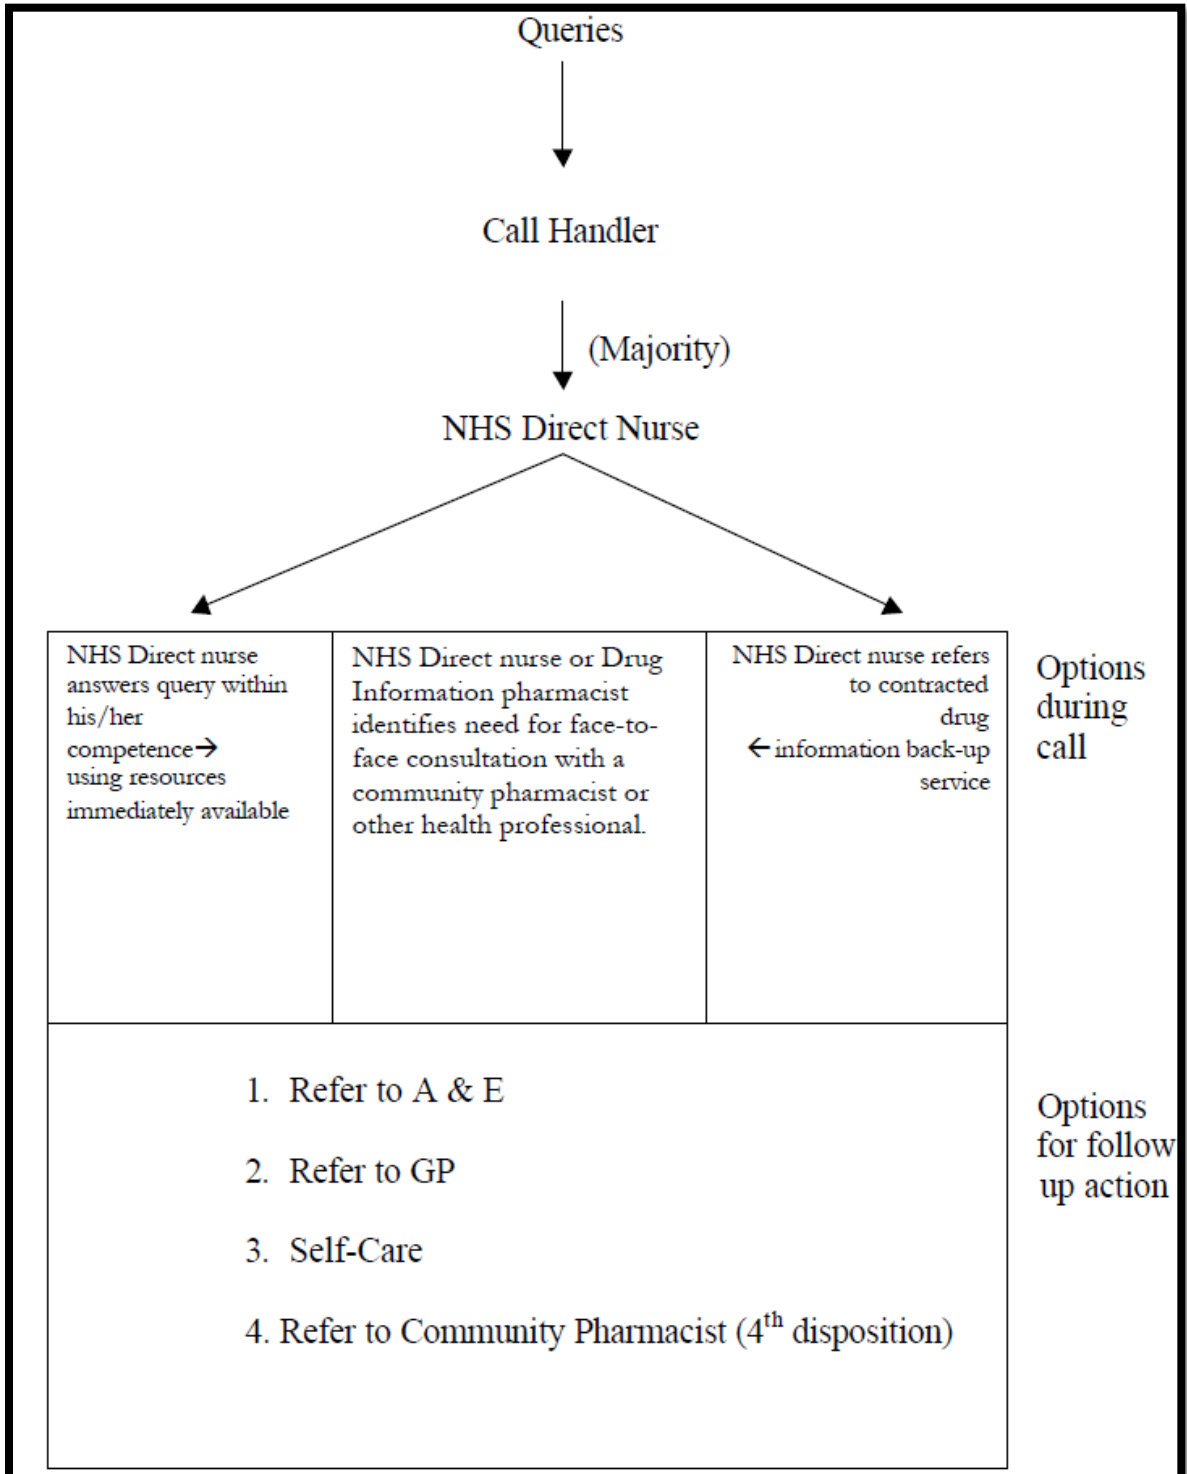 Queries
Call Handler
(Majority)
NHS Direct Nurse
NHS Direct nurse
answers query within
his/her
competence→
using resources
immediately available
NHS Direct nurse or Drug
Information pharmacist
identifies need for face-to-
face consultation with a
community pharmacist or
other health professional.
NHS Direct nurse refers
to contracted
drug
←information back-up
service
Options
during
call
1. Refer to A & E
2. Refer to GP
3. Self-Care
4. Refer to Community Pharmacist (4th disposition)
Options
for follow
up action